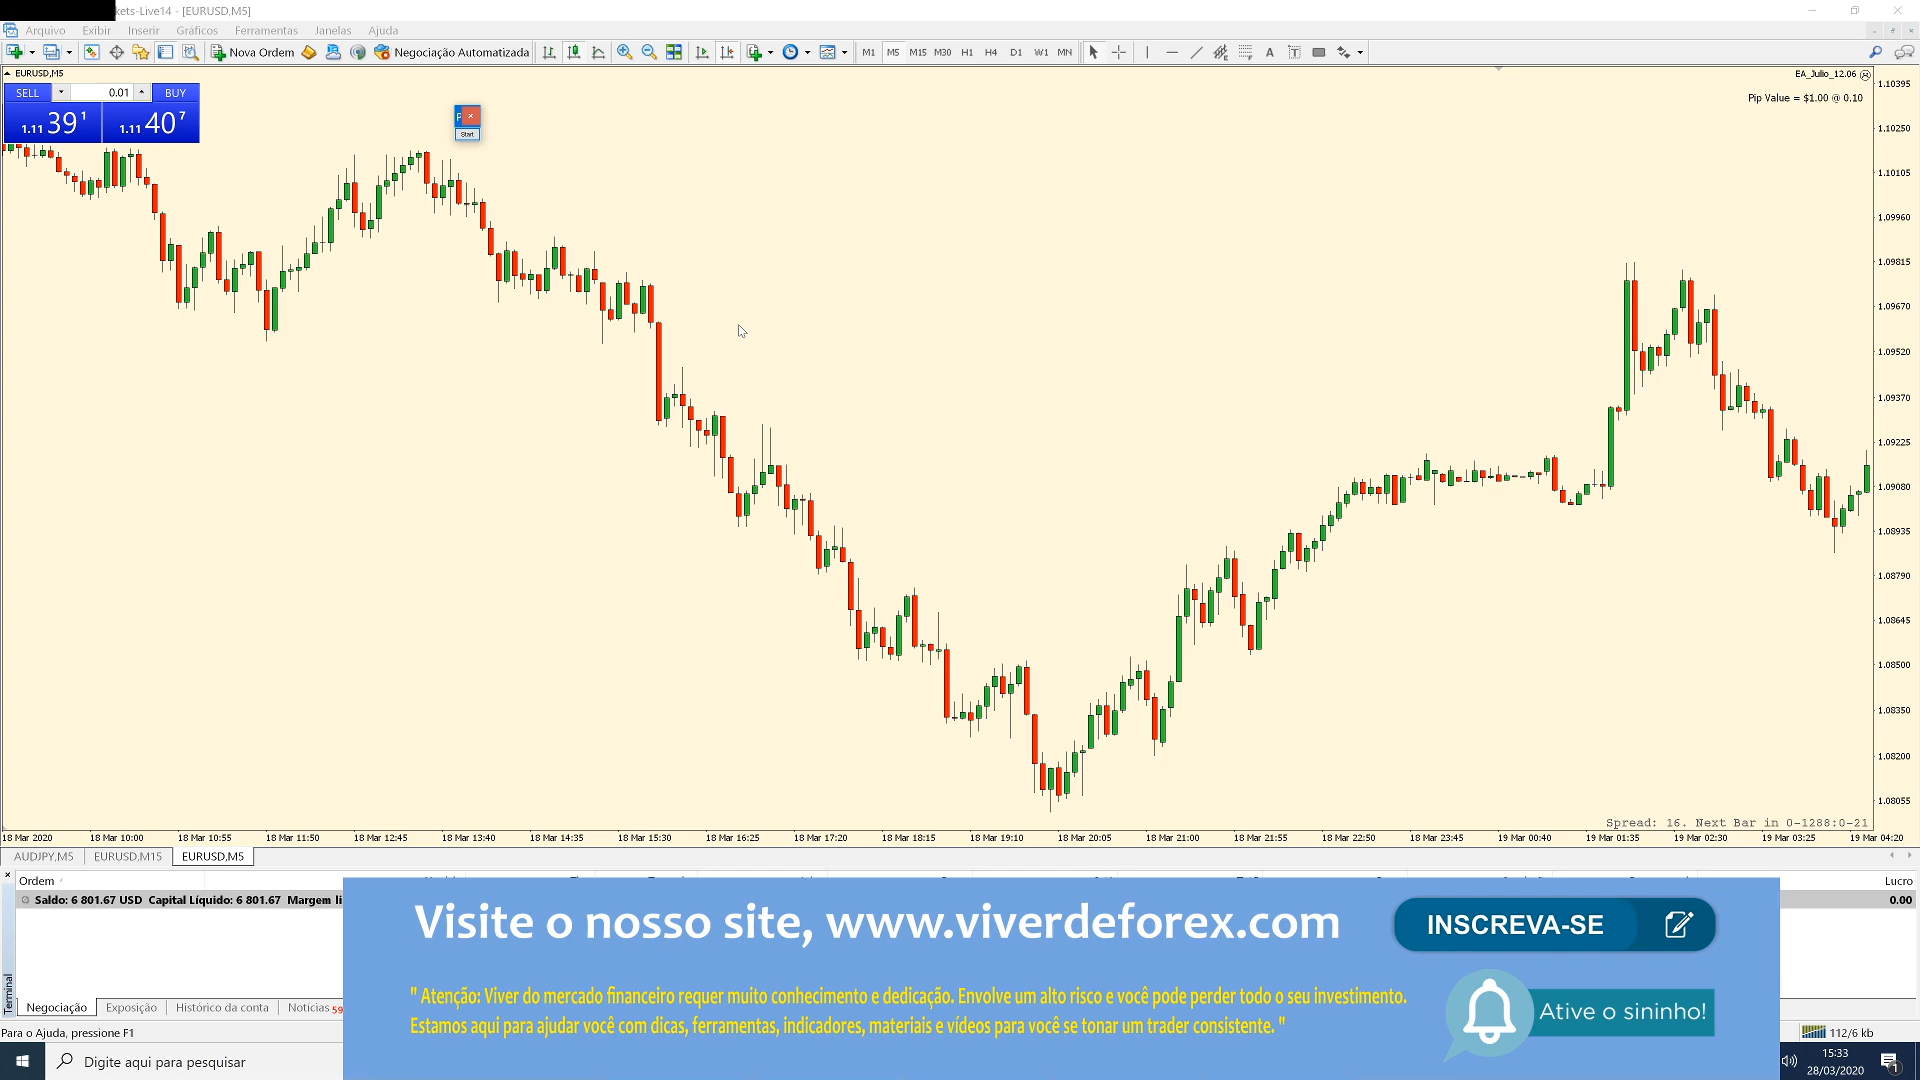 kets-Live14 - [EURUSD,M5]
Arquivo Exibir Inserir Gráficos Ferramentas Janelas Ajuda
Nova Ordem Negociação Automatizada M1 M5 M15 M30 H1 H4 D1 W1 MN A T
EURUSD,M5
EA_Julio_12.06
SELL 0.01 BUY
1.11 39 1 1.11 40 7
Pip Value = $1.00 @ 0.10
P
Start
1.10395
1.10250
1.10105
1.09960
1.09815
1.09670
1.09520
1.09370
1.09225
1.09080
1.08935
1.08790
1.08645
1.08500
1.08350
1.08200
1.08055
Spread: 16. Next Bar in 0-1288:0-21
18 Mar 2020 18 Mar 10:00 18 Mar 10:55 18 Mar 11:50 18 Mar 12:45 18 Mar 13:40 18 Mar 14:35 18 Mar 15:30 18 Mar 16:25 18 Mar 17:20 18 Mar 18:15 18 Mar 19:10 18 Mar 20:05 18 Mar 21:00 18 Mar 21:55 18 Mar 22:50 18 Mar 23:45 19 Mar 00:40 19 Mar 01:35 19 Mar 02:30 19 Mar 03:25 19 Mar 04:20
AUDJPY,M5 EURUSD,M15 EURUSD,M5
Ordem Lucro
Saldo: 6 801.67 USD Capital Líquido: 6 801.67 Margem li 0.00
Visite o nosso site, www.viverdeforex.com
INSCREVA-SE
" Atenção: Viver do mercado financeiro requer muito conhecimento e dedicação. Envolve um alto risco e você pode perder todo o seu investimento.
Estamos aqui para ajudar você com dicas, ferramentas, indicadores, materiais e vídeos para você se tonar um trader consistente. "
Ative o sininho!
Terminal
Negociação Exposição Histórico da conta Notícias 59
Para o Ajuda, pressione F1
112/6 kb
Digite aqui para pesquisar
15:33
28/03/2020
1